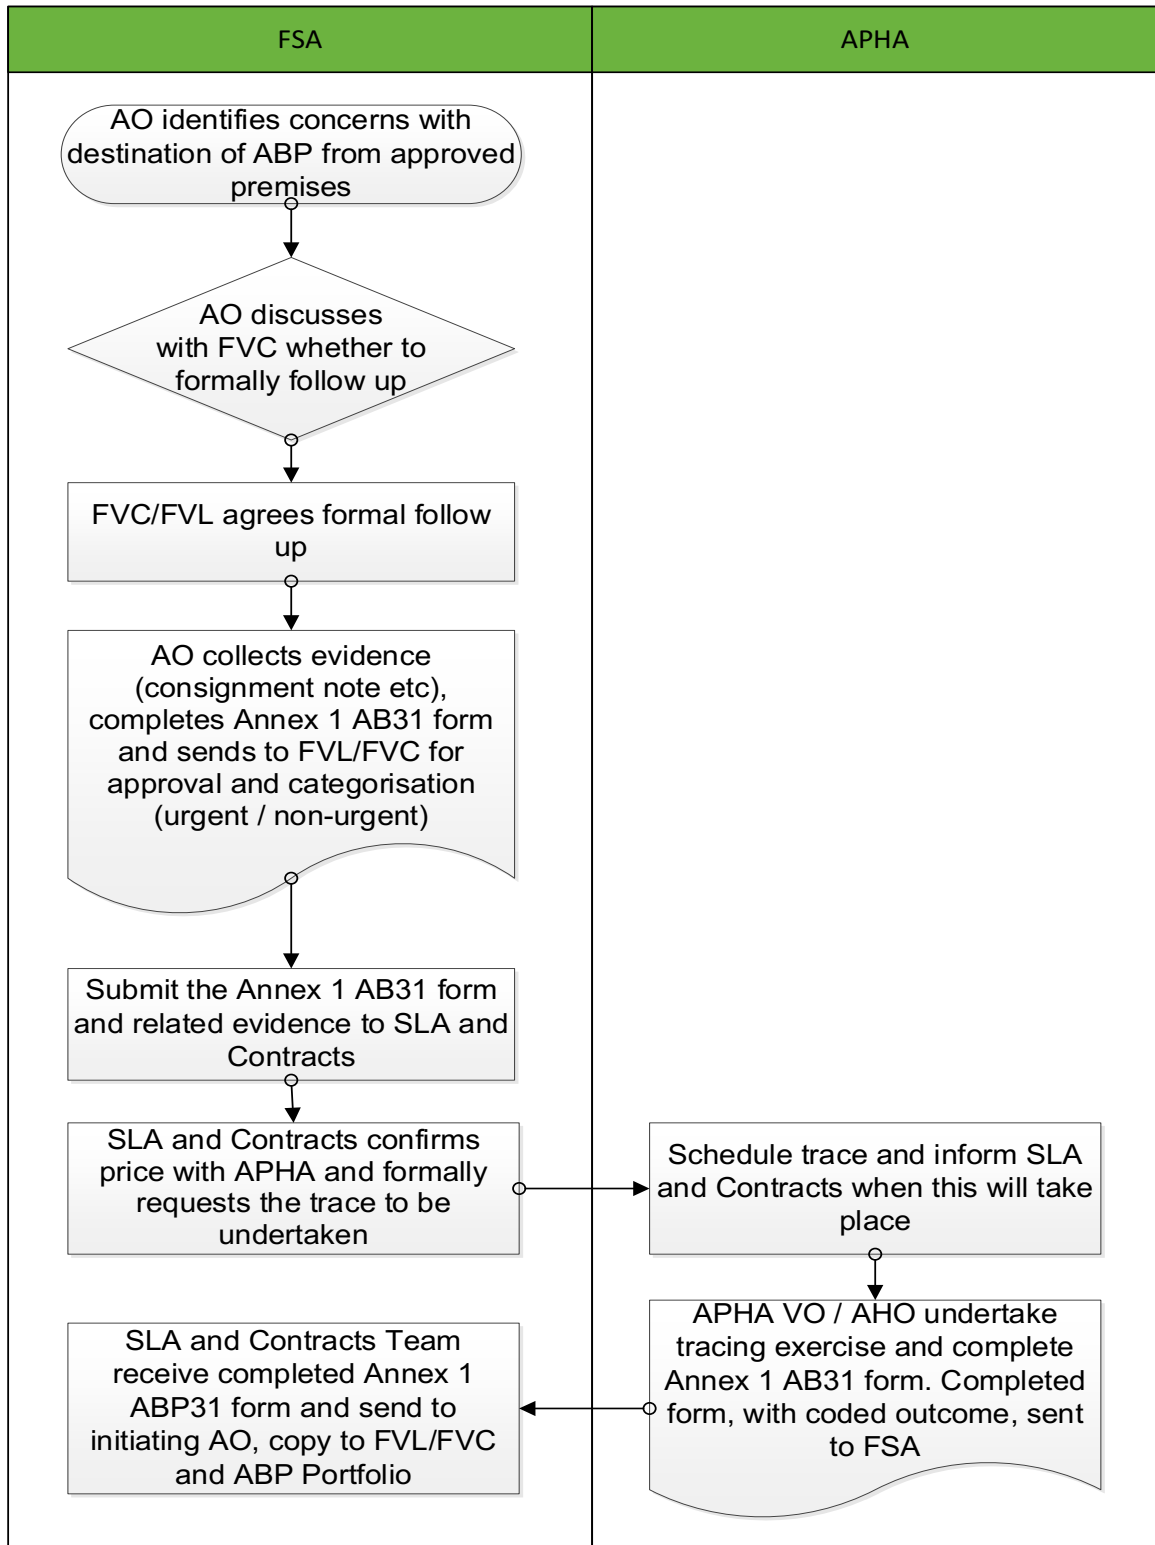 FSA
APHA
AO identifies concerns with
destination of ABP from approved
premises
AO discusses
with FVC whether to
formally follow up
FVC/FVL agrees formal follow
up
AO collects evidence
(consignment note etc),
completes Annex 1 AB31 form
and sends to FVL/FVC for
approval and categorisation
(urgent / non-urgent)
Submit the Annex 1 AB31 form
and related evidence to SLA and
Contracts
SLA and Contracts confirms
price with APHA and formally
requests the trace to be
undertaken
Schedule trace and inform SLA
and Contracts when this will take
place
APHA VO / AHO undertake
tracing exercise and complete
Annex 1 AB31 form. Completed
form, with coded outcome, sent
to FSA
SLA and Contracts Team
receive completed Annex 1
ABP31 form and send to
initiating AO, copy to FVL/FVC
and ABP Portfolio